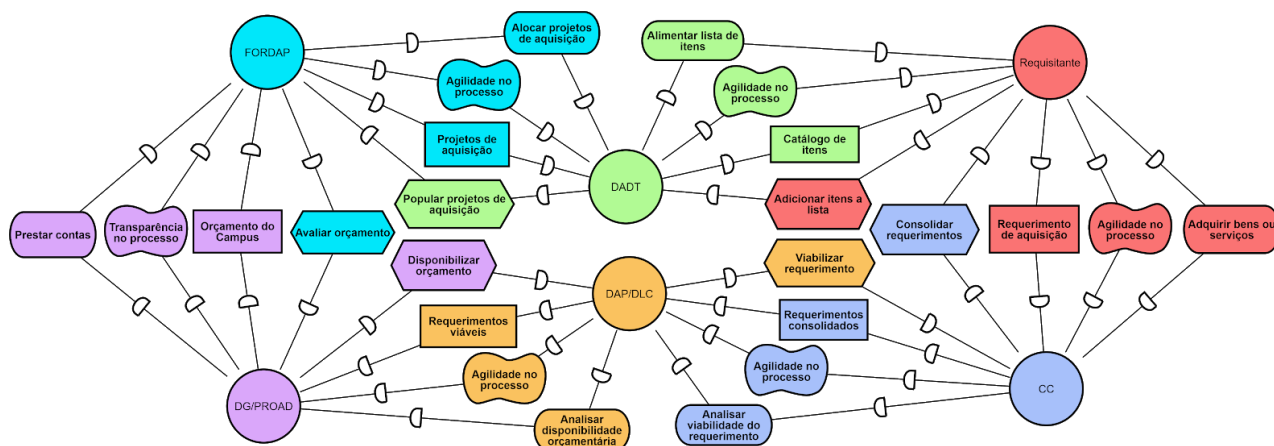 Alocar projetos
de aquisição
Alimentar lista de
itens
FORDAP
Requisitante
Agilidade no
processo
Agilidade no
processo
Projetos de
aquisição
Catálogo de
itens
DADT
Popular projetos de
aquisição
Adicionar itens a
lista
Prestar contas
Transparência
no processo
Orçamento do
Campus
Avaliar orçamento
Consolidar
requerimentos
Requerimento
de aquisição
Agilidade no
processo
Adquirir bens ou
serviços
Disponibilizar
orçamento
Viabilizar
requerimento
DAP/DLC
Requerimentos
viáveis
Requerimentos
consolidados
Agilidade no
processo
Agilidade no
processo
DG/PROAD
CC
Analisar
disponibilidade
orçamentária
Analisar
viabilidade do
requerimento